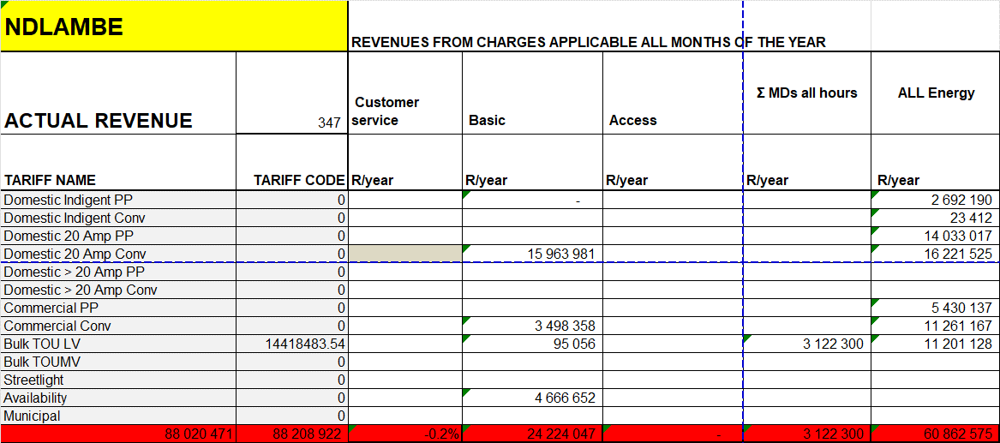 NDLAMBE
REVENUES FROM CHARGES APPLICABLE ALL MONTHS OF THE YEAR
ACTUAL REVENUE 347 Customer service Basic Access Σ MDs all hours ALL Energy
TARIFF NAME TARIFF CODE R/year R/year R/year R/year R/year
Domestic Indigent PP 0 - 2 692 190
Domestic Indigent Conv 0 23 412
Domestic 20 Amp PP 0 14 033 017
Domestic 20 Amp Conv 0 15 963 981 16 221 525
Domestic > 20 Amp PP 0
Domestic > 20 Amp Conv 0
Commercial PP 0 5 430 137
Commercial Conv 0 3 498 358 11 261 167
Bulk TOU LV 14418483.54 95 056 3 122 300 11 201 128
Bulk TOUMV 0
Streetlight 0
Availability 0 4 666 652
Municipal 0
88 020 471 88 208 922 -0.2% 24 224 047 - 3 122 300 60 862 575